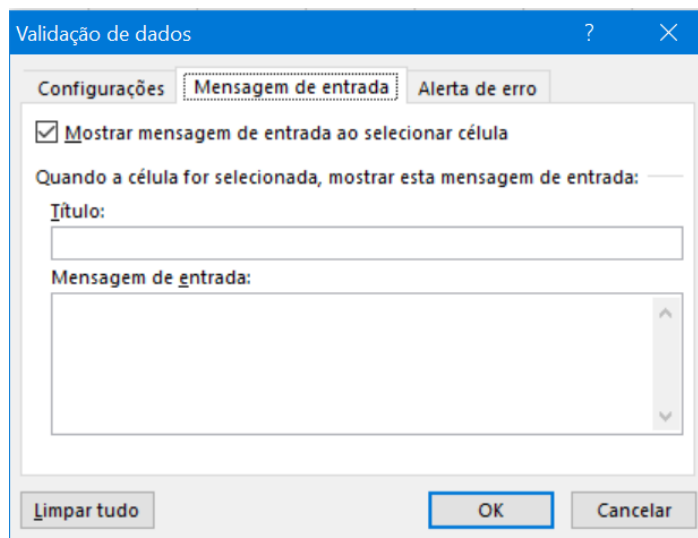 Validação de dados ?
Configurações Mensagem de entrada Alerta de erro
Mostrar mensagem de entrada ao selecionar célula
Quando a célula for selecionada, mostrar esta mensagem de entrada:
Título:
Mensagem de entrada:
Limpar tudo OK Cancelar